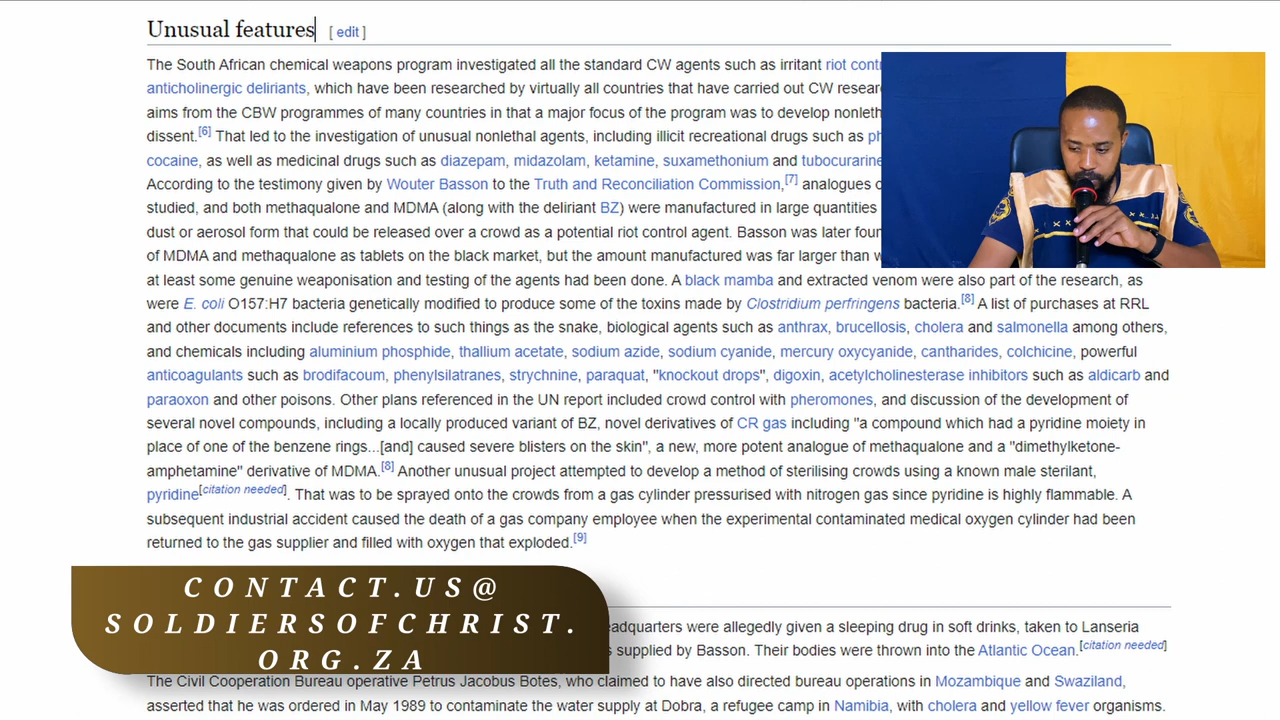 Unusual features [ edit ]
The South African chemical weapons program investigated all the standard CW agents such as irritant riot
anticholinergic deliriants, which have been researched by virtually all countries that have carried out CW
aims from the CBW programmes of many countries in that a major focus of the program was to develop
dissent.[6] That led to the investigation of unusual nonlethal agents, including illicit recreational drugs such as
cocaine, as well as medicinal drugs such as diazepam, midazolam, ketamine, suxamethonium and tubocurarine
According to the testimony given by Wouter Basson to the Truth and Reconciliation Commission,[7] analogues
studied, and both methaqualone and MDMA (along with the deliriant BZ) were manufactured in large quantities
dust or aerosol form that could be released over a crowd as a potential riot control agent. Basson was later
of MDMA and methaqualone as tablets on the black market, but the amount manufactured was far larger than
at least some genuine weaponisation and testing of the agents had been done. A black mamba and extracted venom were also part of the research, as
were E. coli O157:H7 bacteria genetically modified to produce some of the toxins made by Clostridium perfringens bacteria.[8] A list of purchases at RRL
and other documents include references to such things as the snake, biological agents such as anthrax, brucellosis, cholera and salmonella among others,
and chemicals including aluminium phosphide, thallium acetate, sodium azide, sodium cyanide, mercury oxycyanide, cantharides, colchicine, powerful
anticoagulants such as brodifacoum, phenylsilatranes, strychnine, paraquat, "knockout drops", digoxin, acetylcholinesterase inhibitors such as aldicarb and
paraoxon and other poisons. Other plans referenced in the UN report included crowd control with pheromones, and discussion of the development of
several novel compounds, including a locally produced variant of BZ, novel derivatives of CR gas including "a compound which had a pyridine moiety in
place of one of the benzene rings...[and] caused severe blisters on the skin", a new, more potent analogue of methaqualone and a "dimethylketone-
amphetamine" derivative of MDMA.[8] Another unusual project attempted to develop a method of sterilising crowds using a known male sterilant,
pyridine[citation needed]. That was to be sprayed onto the crowds from a gas cylinder pressurised with nitrogen gas since pyridine is highly flammable. A
subsequent industrial accident caused the death of a gas company employee when the experimental contaminated medical oxygen cylinder had been
returned to the gas supplier and filled with oxygen that exploded.[9]
CONTACT.US@
SOLDIERSOFCHRIST.
ORG.ZA
were allegedly given a sleeping drug in soft drinks, taken to Lanseria
supplied by Basson. Their bodies were thrown into the Atlantic Ocean.[citation needed]
The Civil Cooperation Bureau operative Petrus Jacobus Botes, who claimed to have also directed bureau operations in Mozambique and Swaziland,
asserted that he was ordered in May 1989 to contaminate the water supply at Dobra, a refugee camp in Namibia, with cholera and yellow fever organisms.